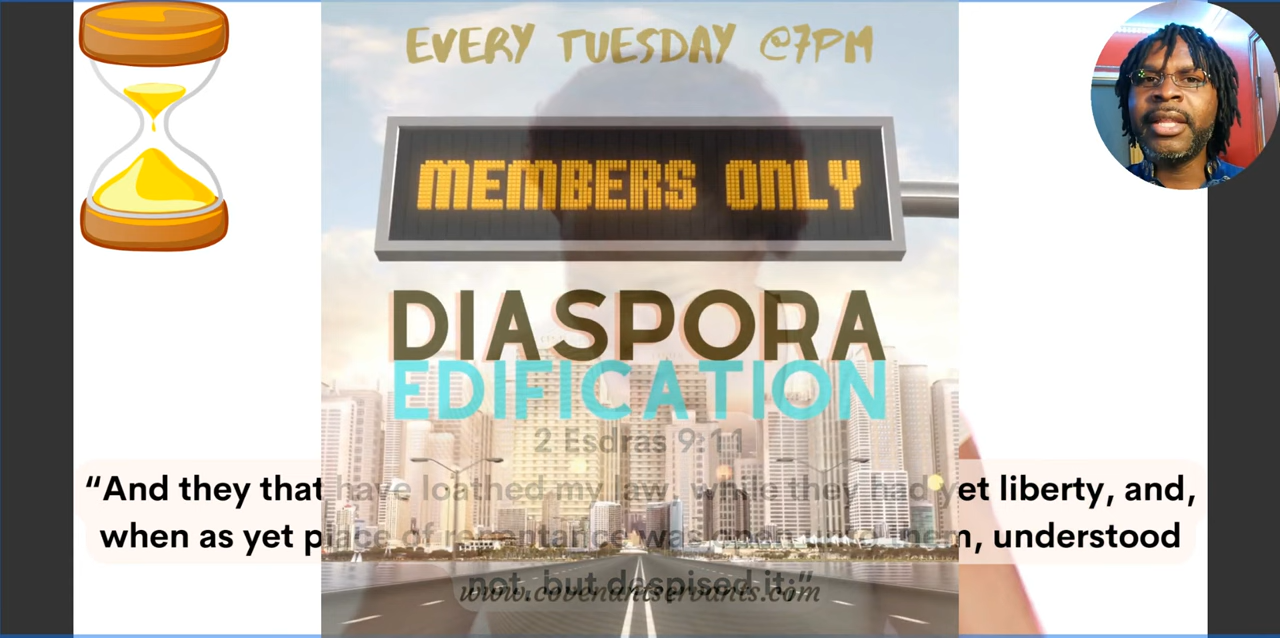 EVERY TUESDAY @7PM
MEMBERS ONLY
DIASPORA
EDIFICATION
2 Esdras 9:11
“And they that have loathed my law, while they had yet liberty, and,
when as yet place of repentance was open unto them, understood
not, but despised it;”
www.covenantservants.com